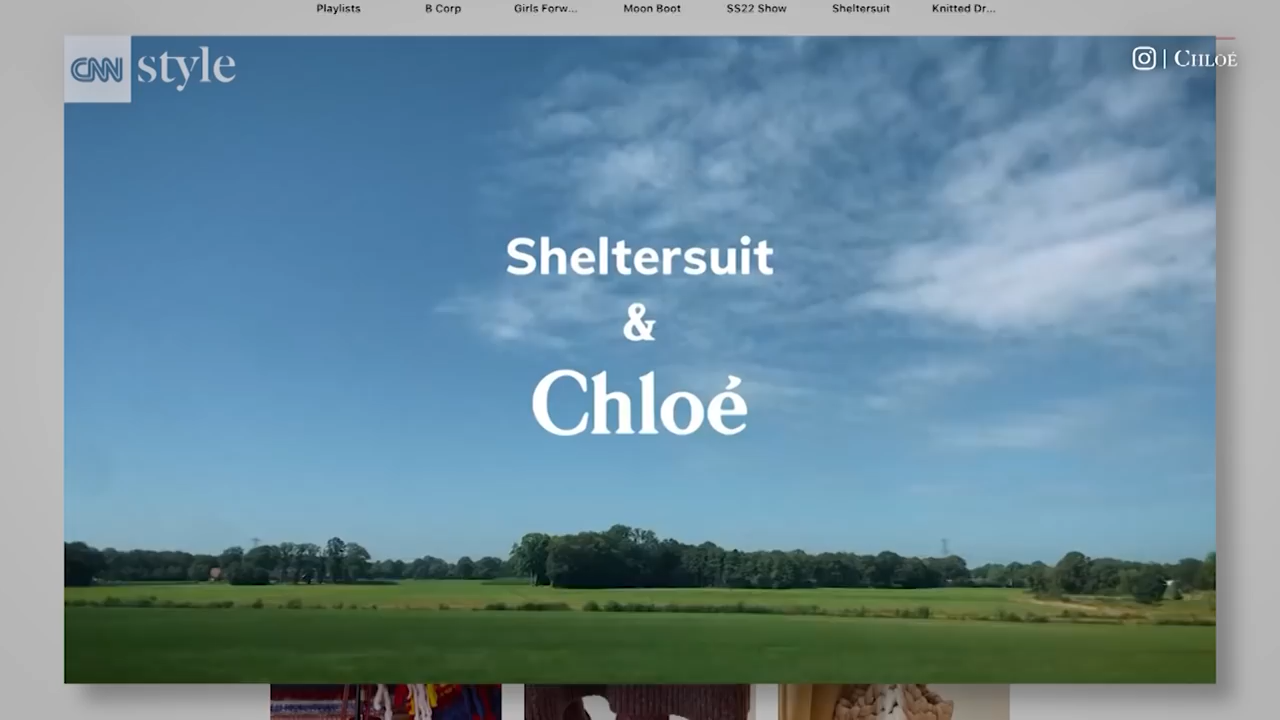 Playlists B Corp Girls Forw... Moon Boot SS22 Show Sheltersuit Knitted Dr...
CNN style
| CHLOÉ
Sheltersuit
&
Chloé